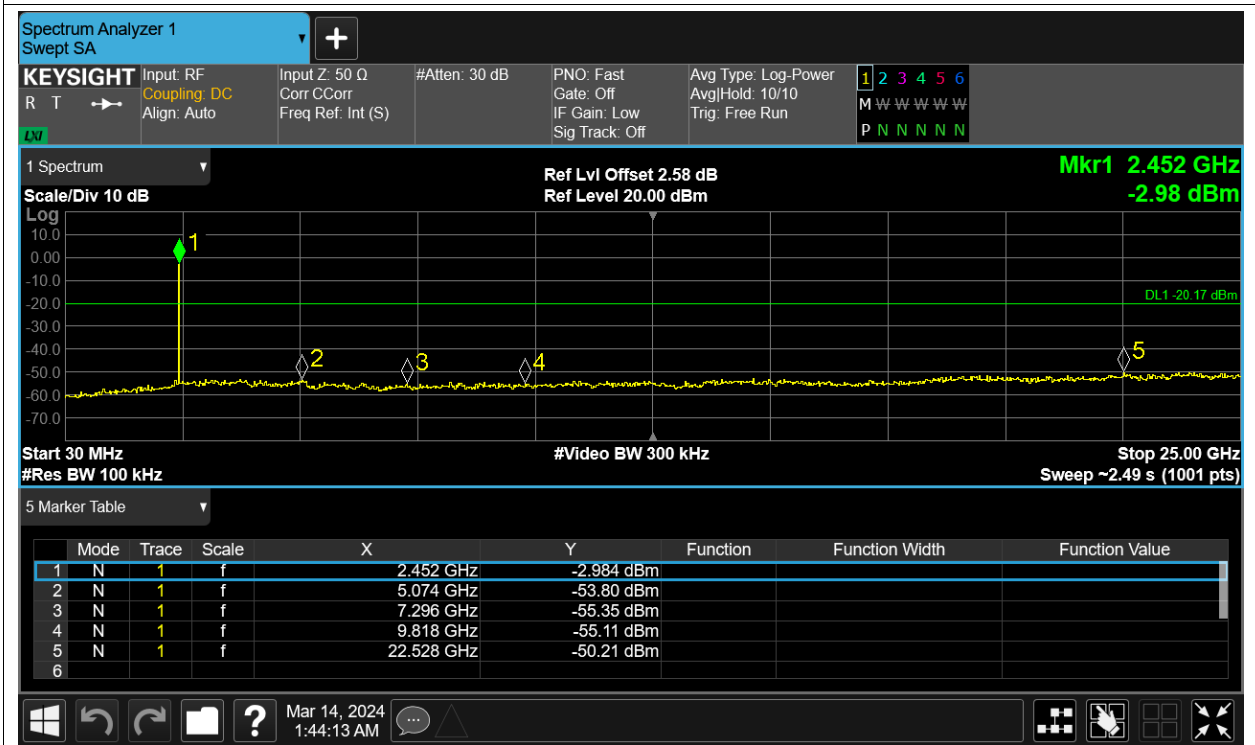 Spectrum Analyzer 1
Swept SA
+
KEYSIGHT
R T
LXI
Input: RF
Coupling: DC
Align: Auto
Input Z: 50 Ω
Corr CCorr
Freq Ref: Int (S)
#Atten: 30 dB
PNO: Fast
Gate: Off
IF Gain: Low
Sig Track: Off
Avg Type: Log-Power
Avg|Hold: 10/10
Trig: Free Run
1 2 3 4 5 6
M W W W W W
P N N N N N
1 Spectrum
Scale/Div 10 dB
Ref Lvl Offset 2.58 dB
Ref Level 20.00 dBm
Mkr1 2.452 GHz
-2.98 dBm
Log
10.0
0.00
-10.0
-20.0
-30.0
-40.0
-50.0
-60.0
-70.0
1
2
3
4
5
DL1 -20.17 dBm
Start 30 MHz
#Video BW 300 kHz
Stop 25.00 GHz
#Res BW 100 kHz
Sweep ~2.49 s (1001 pts)
5 Marker Table
Mode Trace Scale X Y Function Function Width Function Value
1 N 1 f 2.452 GHz -2.984 dBm
2 N 1 f 5.074 GHz -53.80 dBm
3 N 1 f 7.296 GHz -55.35 dBm
4 N 1 f 9.818 GHz -55.11 dBm
5 N 1 f 22.528 GHz -50.21 dBm
6
?
Mar 14, 2024
1:44:13 AM